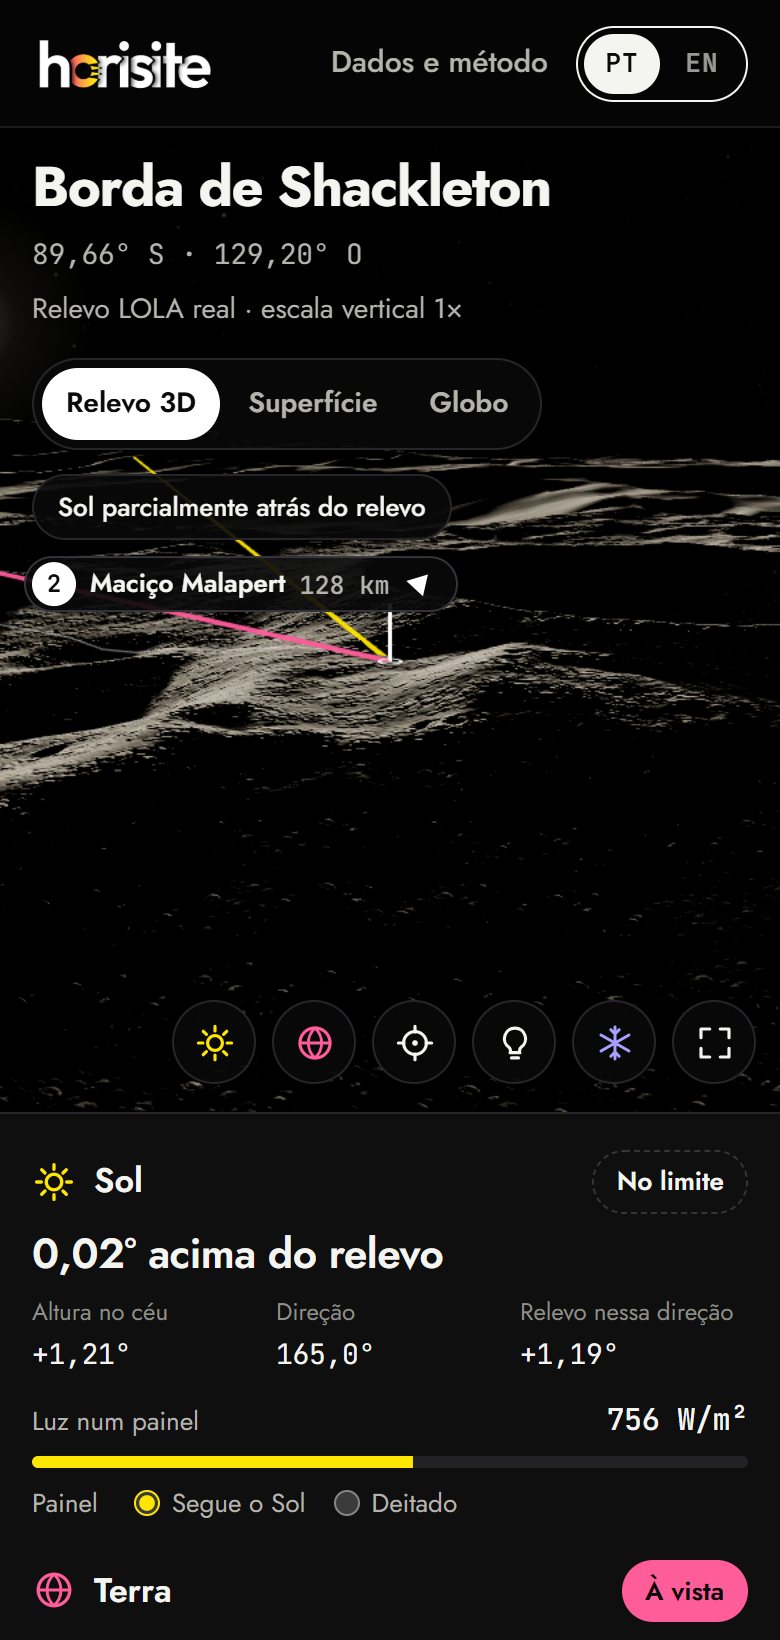 horisite
Dados e método
PT EN
Borda de Shackleton
89,66° S · 129,20° O
Relevo LOLA real · escala vertical 1×
Relevo 3D Superfície Globo
Sol parcialmente atrás do relevo
2 Maciço Malapert 128 km
Sol
No limite
0,02° acima do relevo
Altura no céu Direção Relevo nessa direção
+1,21° 165,0° +1,19°
Luz num painel 756 W/m²
Painel Segue o Sol Deitado
Terra
À vista